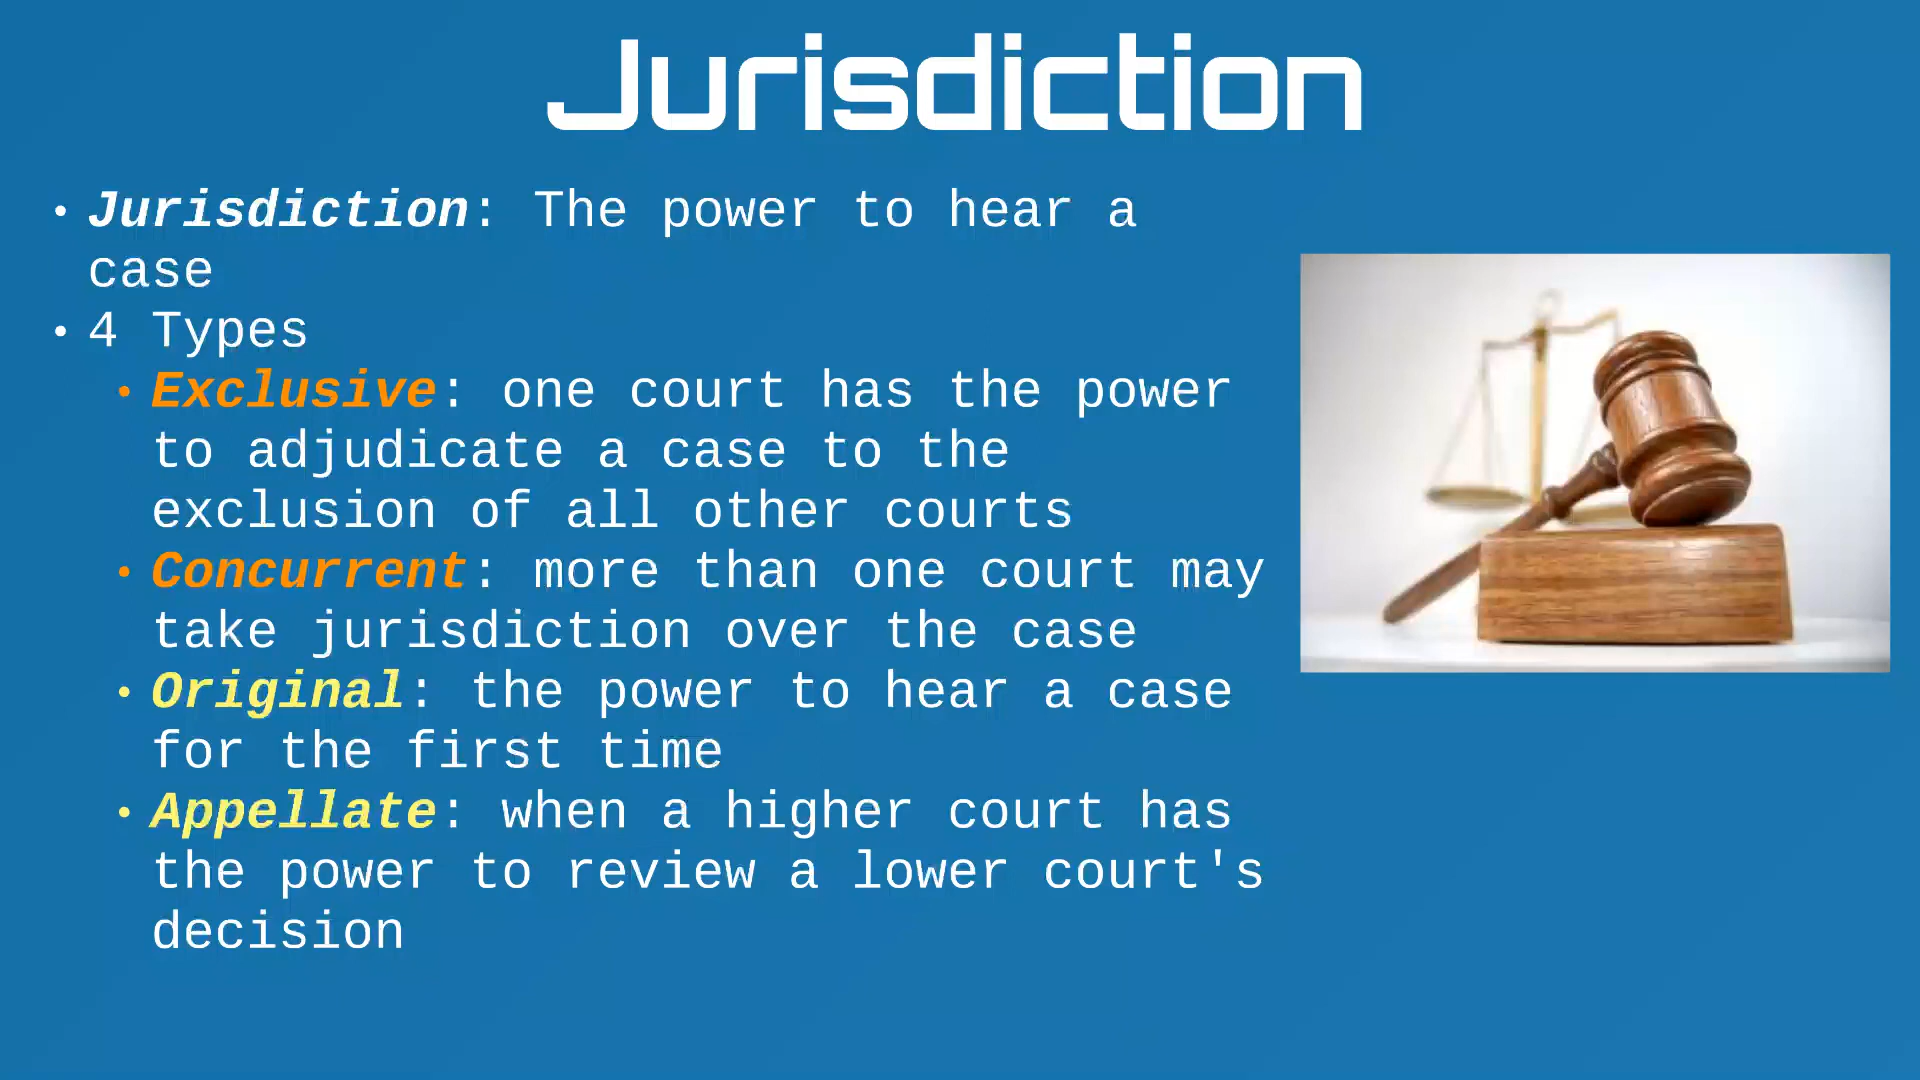 Jurisdiction
• Jurisdiction: The power to hear a
case
• 4 Types
• Exclusive: one court has the power
to adjudicate a case to the
exclusion of all other courts
• Concurrent: more than one court may
take jurisdiction over the case
• Original: the power to hear a case
for the first time
• Appellate: when a higher court has
the power to review a lower court's
decision